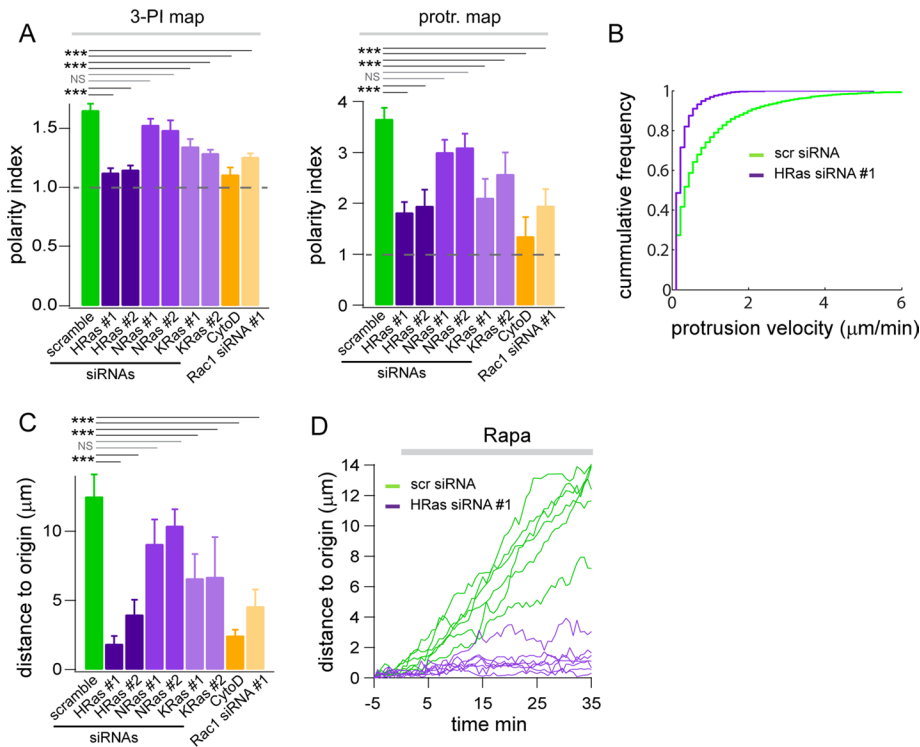 A
3-PI map
***
***
NS
***
polarity index
1.5
1.0
1.0
0.0
scramble
HRas #1
HRas #2
NRas #1
NRas #2
KRas #1
KRas #2
CytoD
Rac1 siRNA #1
siRNAs
protr. map
***
***
NS
***
polarity index
4
3
2
1
0
scramble
HRas #1
HRas #2
NRas #1
NRas #2
KRas #1
KRas #2
CytoD
Rac1 siRNA #1
siRNAs
B
cummulative frequency
1
0.8
0.6
0.4
0.2
0
scr siRNA
HRas siRNA #1
0
2
4
6
protrusion velocity (μm/min)
C
***
***
NS
***
distance to origin (μm)
10
5
0
scramble
HRas #1
HRas #2
NRas #1
NRas #2
KRas #1
KRas #2
CytoD
Rac1 siRNA #1
siRNAs
D
Rapa
distance to origin (μm)
14
12
10
8
6
4
2
0
scr siRNA
HRas siRNA #1
-5
5
15
25
35
time min